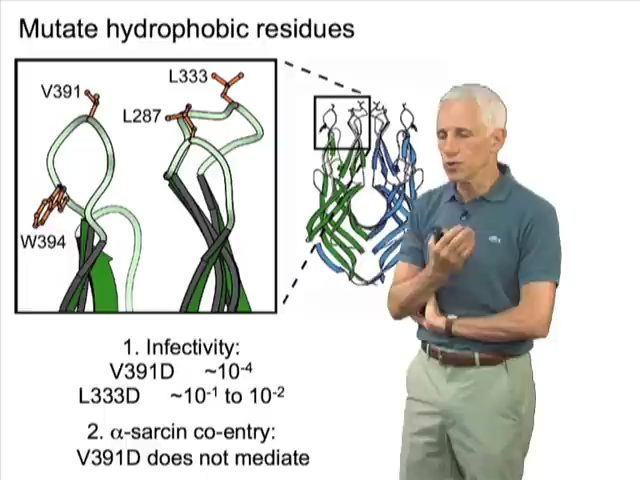 Mutate hydrophobic residues
L333
V391
L287
W394
1. Infectivity:
V391D ~10⁻⁴
L333D ~10⁻¹ to 10⁻²
2. α-sarcin co-entry:
V391D does not mediate